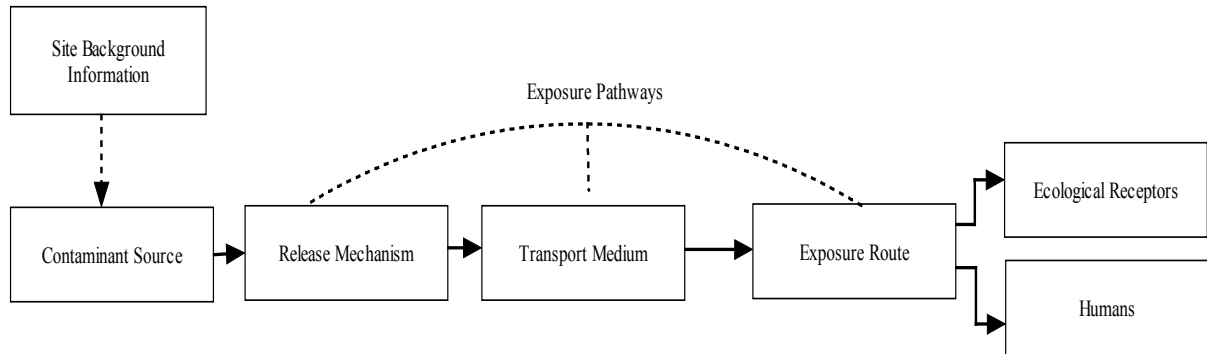 Site Background
Information
Exposure Pathways
Ecological Receptors
Contaminant Source
Release Mechanism
Transport Medium
Exposure Route
Humans